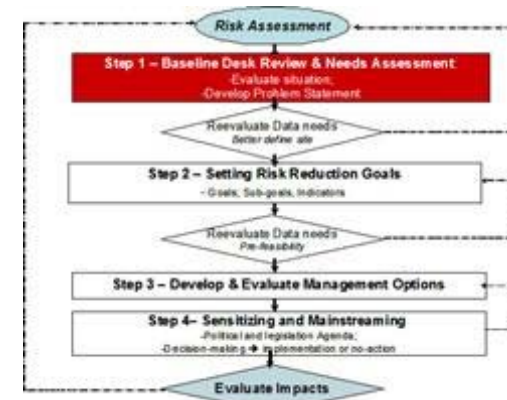 Risk Assessment
Step 1 – Baseline Desk Review & Needs Assessment
-Evaluate situation;
-Develop Problem Statement
Reevaluate Data needs
Better define site
Step 2 – Setting Risk Reduction Goals
- Goals, Sub-goals, Indicators
Reevaluate Data needs
Pre-feasibility
Step 3 – Develop & Evaluate Management Options
Step 4– Sensitizing and Mainstreaming
-Political and legislation Agenda;
-Decision-making ➔ implementation or no-action
Evaluate Impacts